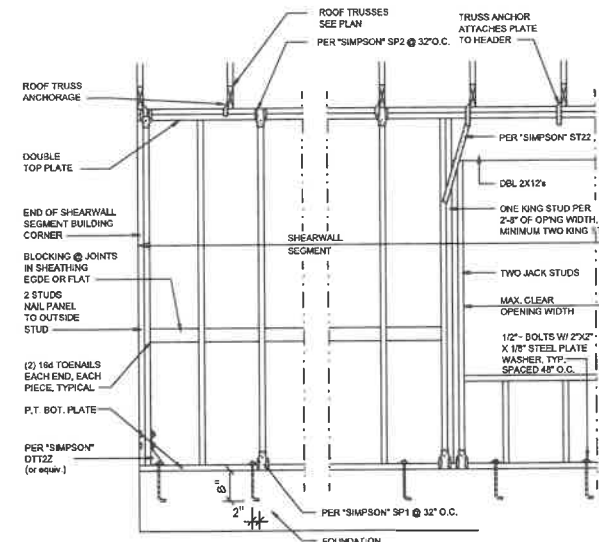 ROOF TRUSSES
SEE PLAN
TRUSS ANCHOR
ATTACHES PLATE
TO HEADER
PER "SIMPSON" SP2 @ 32"O.C.
ROOF TRUSS
ANCHORAGE
PER "SIMPSON" ST22
DOUBLE
TOP PLATE
DBL 2X12's
END OF SHEARWALL
SEGMENT BUILDING
CORNER
ONE KING STUD PER
2'-8" OF OP'NG WIDTH,
MINIMUM TWO KING
SHEARWALL
SEGMENT
BLOCKING @ JOINTS
IN SHEATHING
EGDE OR FLAT
TWO JACK STUDS
2 STUDS
NAIL PANEL
TO OUTSIDE
STUD
MAX. CLEAR
OPENING WIDTH
1/2"- BOLTS W/ 2"X2"
X 1/8" STEEL PLATE
WASHER, TYP.
SPACED 48" O.C.
(2) 16d TOENAILS
EACH END, EACH
PIECE, TYPICAL
P.T. BOT. PLATE
PER "SIMPSON"
DTT2Z
(or equiv.)
8"
2"
PER "SIMPSON" SP1 @ 32" O.C.
FOUNDATION